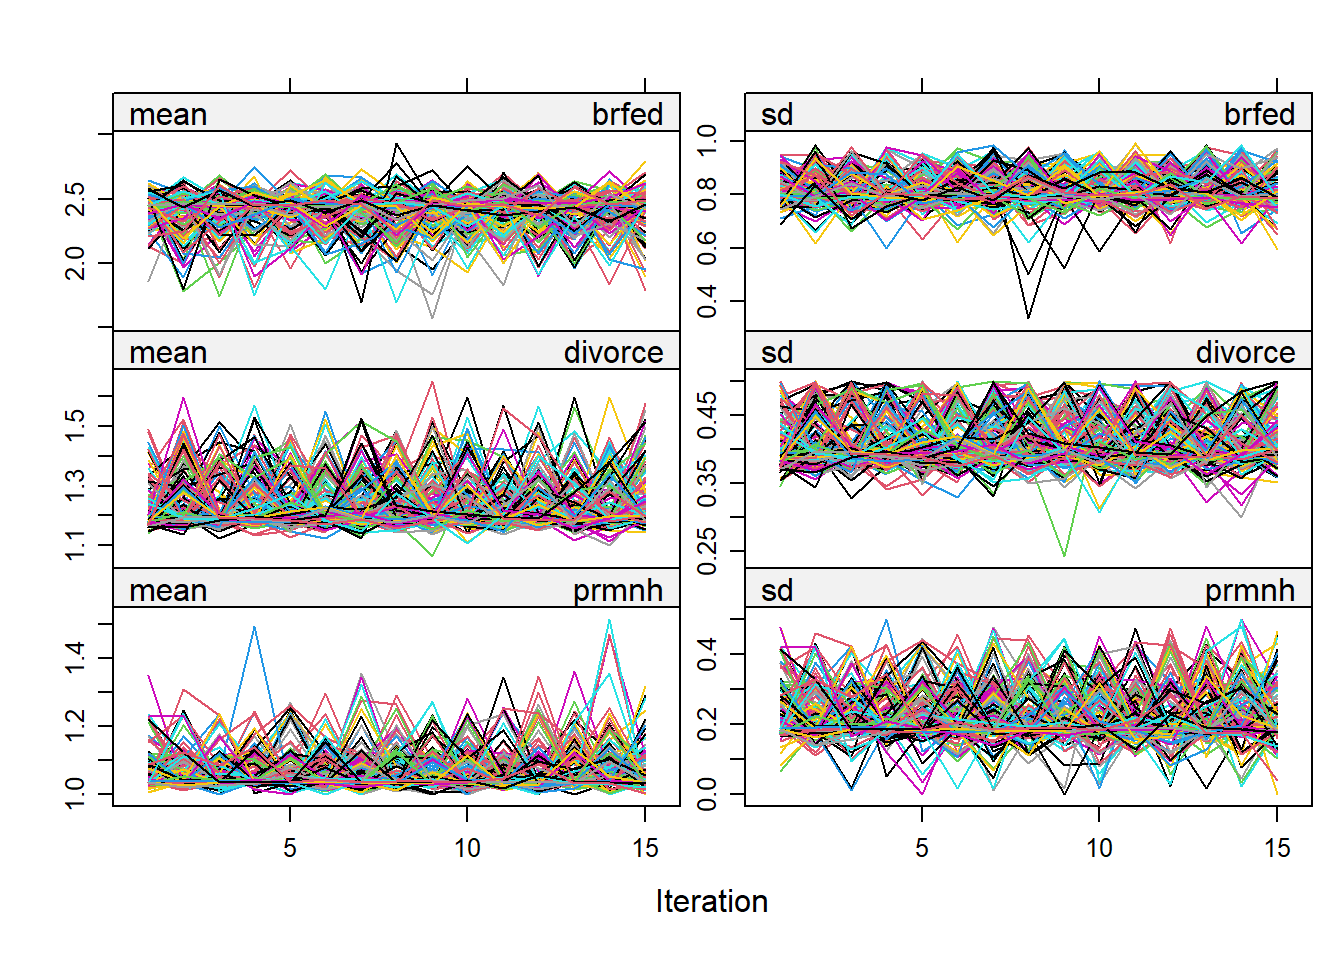 mean brfed
sd brfed
2.5
2.0
1.0
0.8
0.6
0.4
mean divorce
sd divorce
1.5
1.3
1.1
0.45
0.35
0.25
mean prmnh
sd prmnh
1.4
1.2
1.0
0.4
0.2
0.0
5 10 15
5 10 15
Iteration